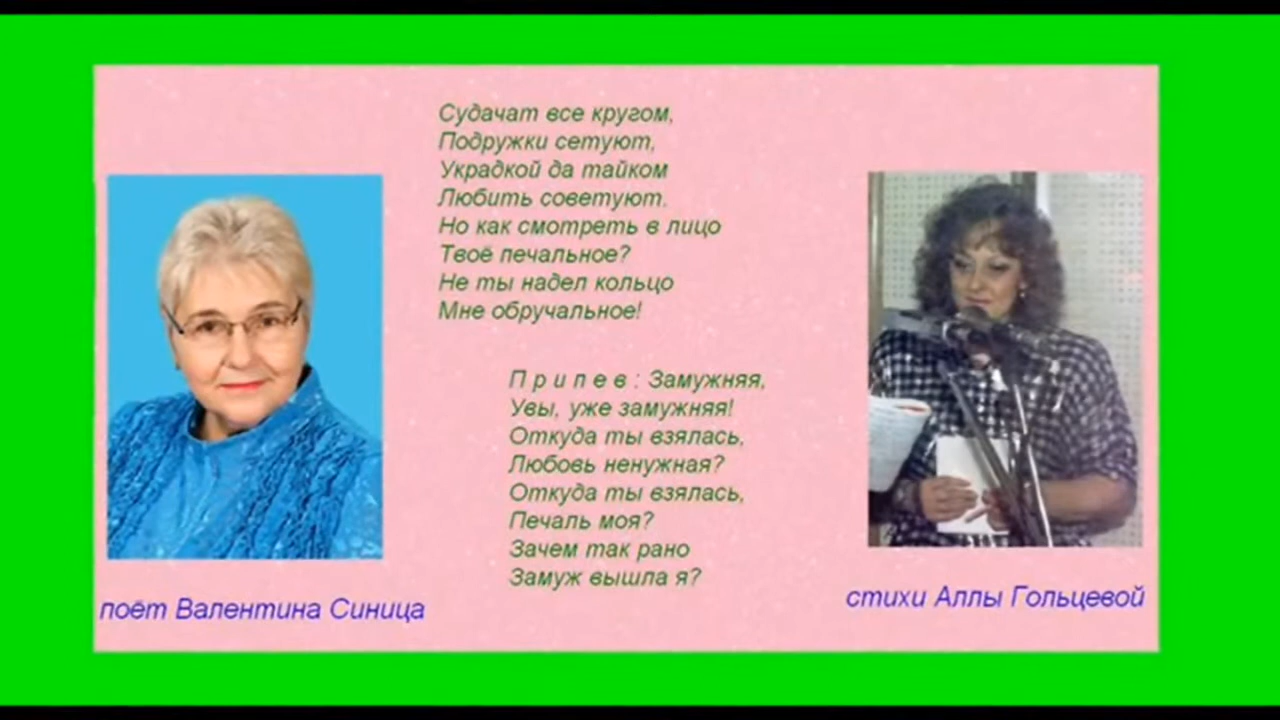 Судачат все кругом,
Подружки сетуют,
Украдкой да тайком
Любить советуют.
Но как смотреть в лицо
Твоё печальное?
Не ты надел кольцо
Мне обручальное!
П р и п е в : Замужняя,
Увы, уже замужняя!
Откуда ты взялась,
Любовь ненужная?
Откуда ты взялась,
Печаль моя?
Зачем так рано
Замуж вышла я?
поёт Валентина Синица
стихи Аллы Гольцевой